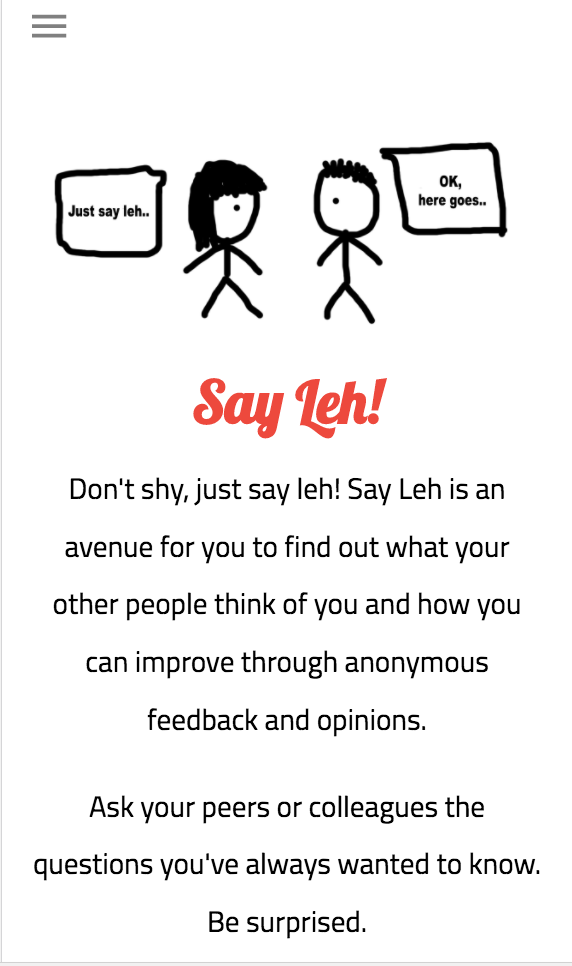 Just say leh..
OK,
here goes..
Say Leh!
Don't shy, just say leh! Say Leh is an
avenue for you to find out what your
other people think of you and how you
can improve through anonymous
feedback and opinions.
Ask your peers or colleagues the
questions you've always wanted to know.
Be surprised.